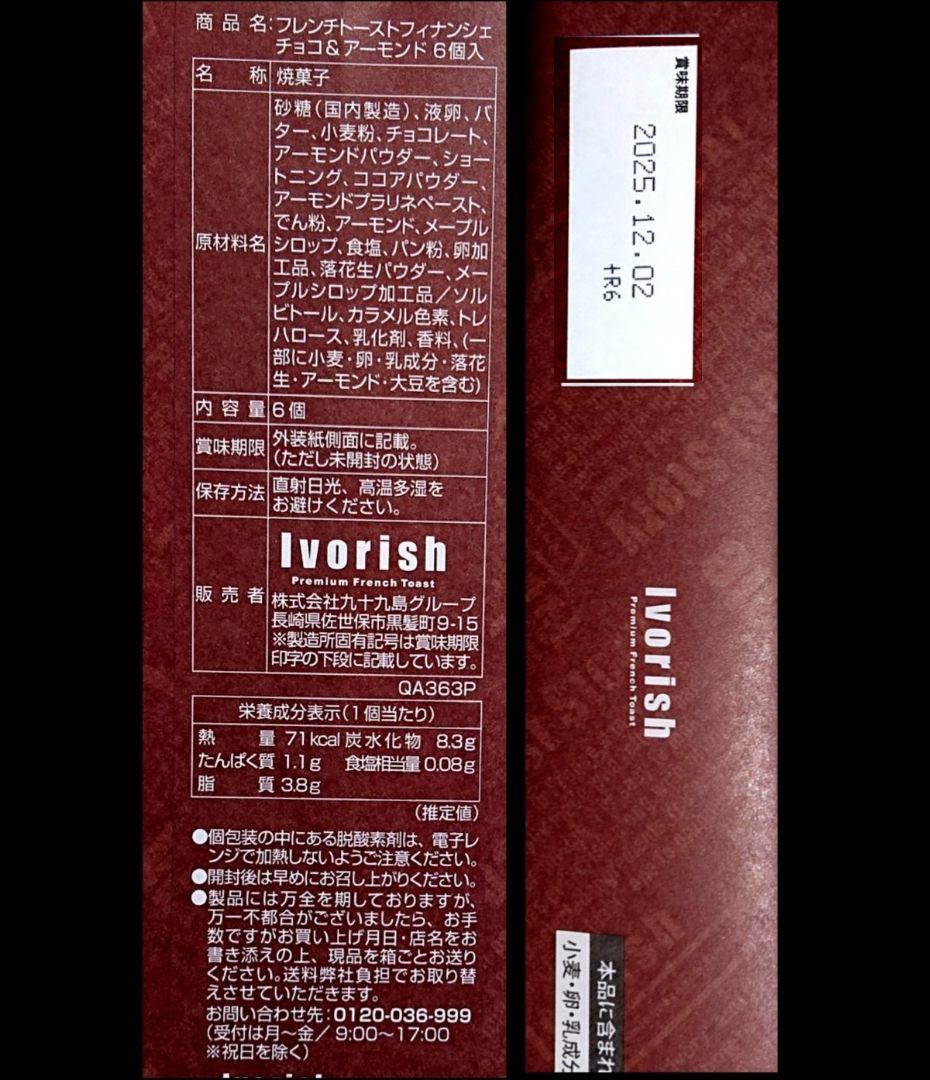 商品名：フレンチトーストフィナンシェ
チョコ＆アーモンド 6個入
名称 焼菓子
原材料名
砂糖(国内製造)、液卵、バ
ター、小麦粉、チョコレート、
アーモンドパウダー、ショー
トニング、ココアパウダー、
アーモンドプラリネペースト、
でん粉、アーモンド、メープル
シロップ、食塩、パン粉、卵加
工品、落花生パウダー、メー
プルシロップ加工品／ソル
ビトール、カラメル色素、トレ
ハロース、乳化剤、香料、(一
部に小麦・卵・乳成分・落花
生・アーモンド・大豆を含む)
内容量 6個
賞味期限
外装紙側面に記載。
(ただし未開封の状態)
保存方法
直射日光、高温多湿を
お避けください。
販売者
Ivorish
Premium French Toast
株式会社九十九島グループ
長崎県佐世保市黒髪町9-15
※製造所固有記号は賞味期限
印字の下段に記載しています。
QA363P
栄養成分表示(1個当たり)
熱量 71kcal 炭水化物 8.3g
たんぱく質 1.1g 食塩相当量 0.08g
脂質 3.8g
(推定値)
●個包装の中にある脱酸素剤は、電子レ
ンジで加熱しないようご注意ください。
●開封後は早めにお召し上がりください。
●製品には万全を期しておりますが、
万一不都合がございましたら、お手
数ですがお買い上げ月日・店名をお
書き添えの上、現品を箱ごとお送り
ください。送料弊社負担でお取り替
えさせていただきます。
お問い合わせ先：0120-036-999
(受付は月～金／ 9:00～17:00
※祝日を除く)
賞味期限
2025.12.02
+R6
Ivorish
Premium French Toast
本品に含まれ
小麦・卵・乳成分